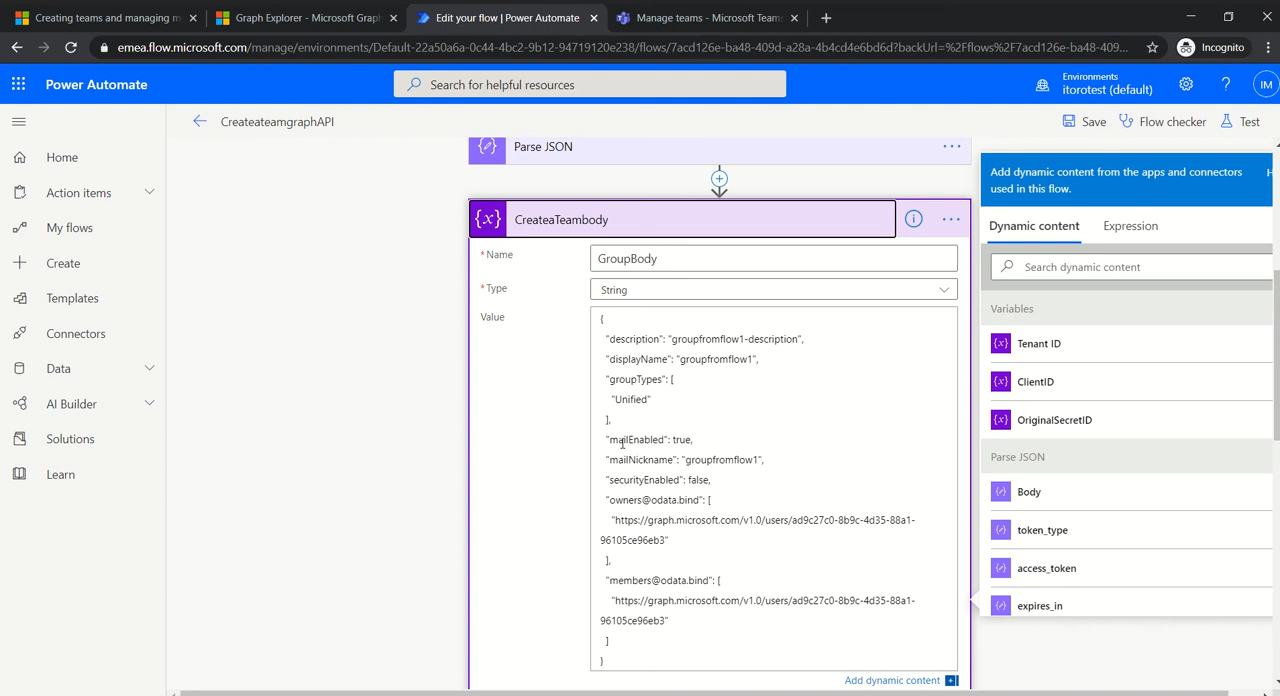 Creating teams and managing m
Graph Explorer - Microsoft Graph
Edit your flow | Power Automate
Manage teams - Microsoft Teams
emea.flow.microsoft.com/manage/environments/Default-22a50a6a-0c44-4bc2-9b12-94719120e238/flows/7acd126e-ba48-409d-a28a-4b4cd4e6bd6d?backUrl=%2Fflows%2F7acd126e-ba48-409...
Incognito
Power Automate
Search for helpful resources
Environments
itorotest (default)
IM
CreateateamgraphAPI
Save
Flow checker
Test
Home
Action items
My flows
Create
Templates
Connectors
Data
AI Builder
Solutions
Learn
Parse JSON
CreateaTeambody
* Name
GroupBody
* Type
String
Value
{
"description": "groupfromflow1-description",
"displayName": "groupfromflow1",
"groupTypes": [
"Unified"
],
"mailEnabled": true,
"mailNickname": "groupfromflow1",
"securityEnabled": false,
"owners@odata.bind": [
"https://graph.microsoft.com/v1.0/users/ad9c27c0-8b9c-4d35-88a1-
96105ce96eb3"
],
"members@odata.bind": [
"https://graph.microsoft.com/v1.0/users/ad9c27c0-8b9c-4d35-88a1-
96105ce96eb3"
]
}
Add dynamic content
Add dynamic content from the apps and connectors
used in this flow.
H
Dynamic content
Expression
Search dynamic content
Variables
Tenant ID
ClientID
OriginalSecretID
Parse JSON
Body
token_type
access_token
expires_in